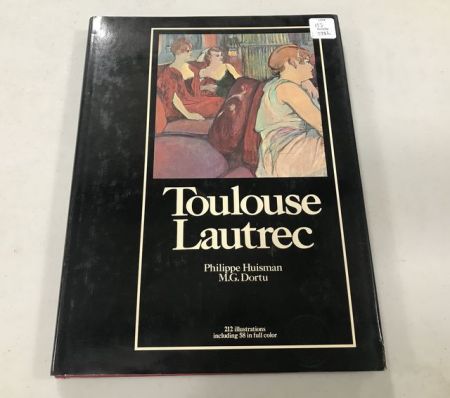 Toulouse
Lautrec
Philippe Huisman
M.G. Dortu
212 illustrations
including 58 in full color